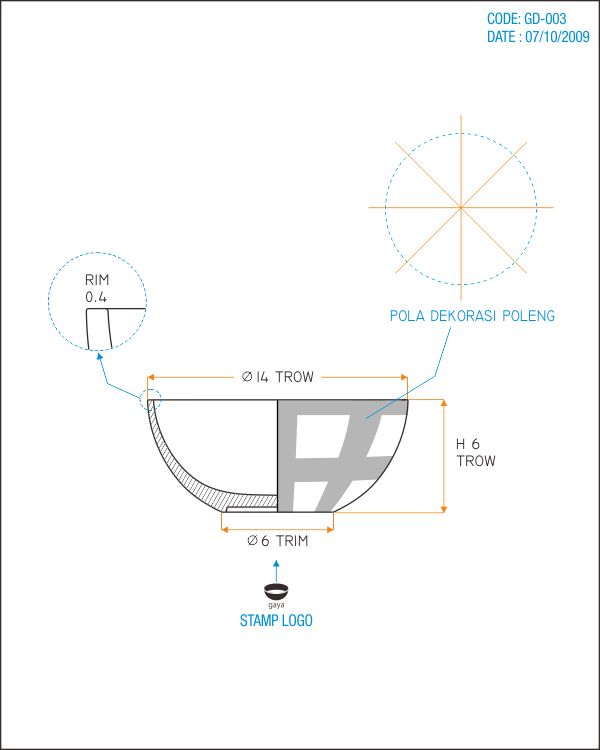 CODE: GD-003
DATE : 07/10/2009
RIM
0.4
POLA DEKORASI POLENG
Ø 14 TROW
H 6
TROW
Ø 6 TRIM
gaya
STAMP LOGO